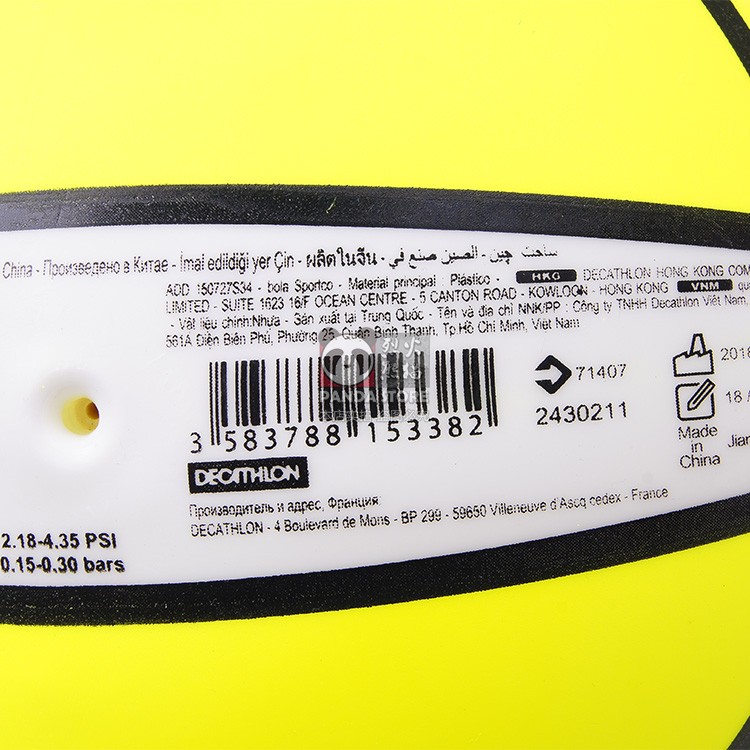 China - Произведено в Китае - İmal edildiği yer Çin - ผลิตในจีน - ساخت چین - الصين صنع في
ADD 150727S34 - bola Sportco - Material principal : Plástico - HKG DECATHLON HONG KONG COM
LIMITED - SUITE 1623 16/F OCEAN CENTRE - 5 CANTON ROAD - KOWLOON - HONG KONG - VNM qu
- Vật liệu chính:Nhựa - Sản xuất tại Trung Quốc - Tên và địa chỉ NNK/PP : Công ty TNHH Decathlon Việt Nam,
561A Điện Biên Phủ, Phường 25, Quận Bình Thạnh, Tp Hồ Chí Minh, Việt Nam
烈火
PANDA STORE
71407
2430211
2016
18 /
Made
in
China
Jian
3 583788 153382
DECATHLON
Производитель и адрес, Франция:
DECATHLON - 4 Boulevard de Mons - BP 299 - 59650 Villeneuve d'Ascq cedex - France
2.18-4.35 PSI
0.15-0.30 bars